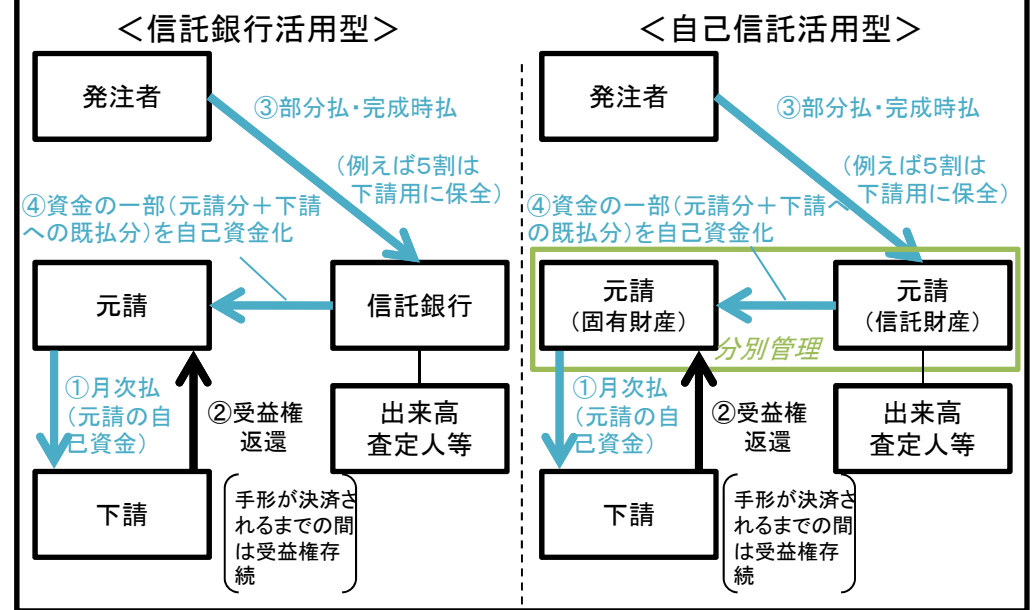 ＜信託銀行活用型＞
発注者
③部分払・完成時払
（例えば５割は
下請用に保全）
④資金の一部（元請分＋下請
への既払分）を自己資金化
元請
信託銀行
①月次払
（元請の自
己資金）
②受益権
返還
出来高
査定人等
下請
手形が決済さ
れるまでの間
は受益権存
続
＜自己信託活用型＞
発注者
③部分払・完成時払
（例えば５割は
下請用に保全）
④資金の一部（元請分＋下請へ
の既払分）を自己資金化
元請
（固有財産）
元請
（信託財産）
分別管理
①月次払
（元請の自
己資金）
②受益権
返還
出来高
査定人等
下請
手形が決済さ
れるまでの間
は受益権存
続